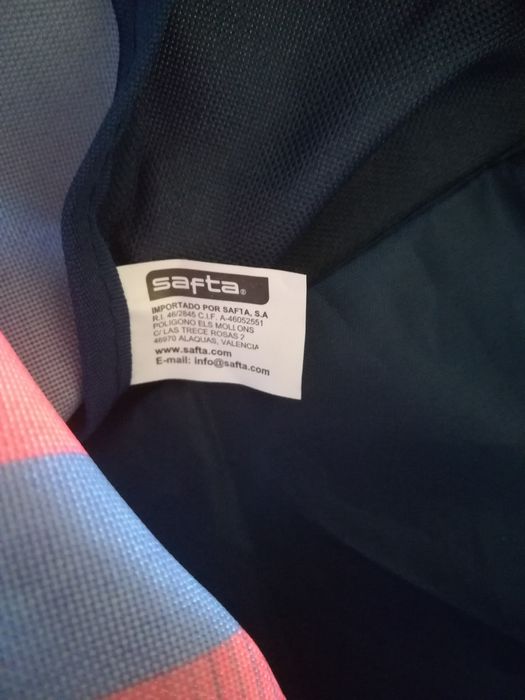 safta®
IMPORTADO POR SAFTA, S.A
R.I. 46/2845 C.I.F. A-46052551
POLIGONO ELS MOLLONS
C/ LAS TRECE ROSAS 2
46970 ALAQUAS, VALENCIA
www.safta.com
E-mail: info@safta.com